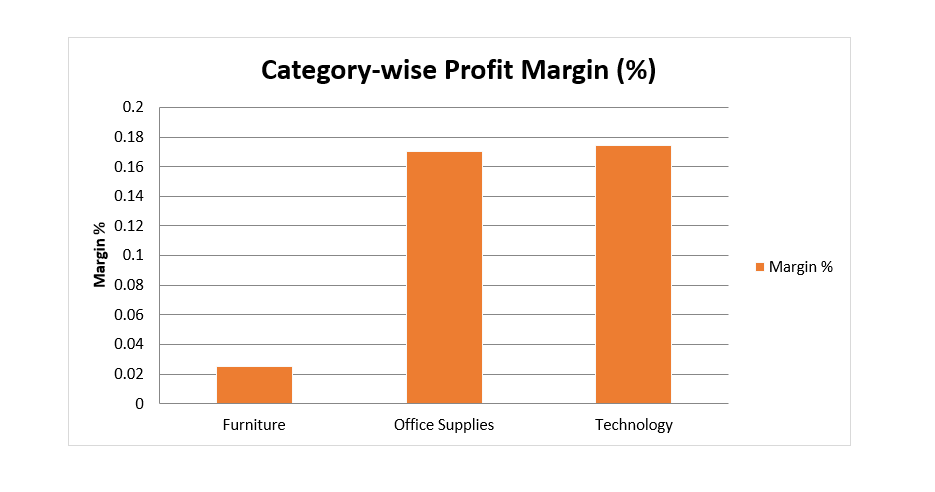 Category-wise Profit Margin (%)
0.2
0.18
0.16
0.14
0.12
0.1
0.08
0.06
0.04
0.02
0
Margin %
Furniture Office Supplies Technology
Margin %